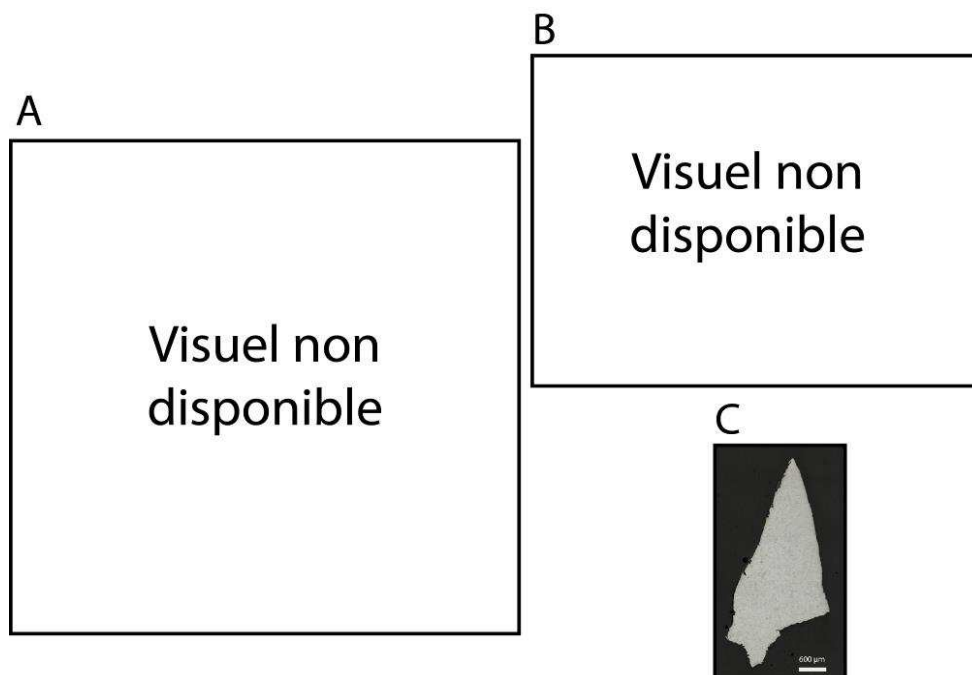 A
Visuel non
disponible
B
Visuel non
disponible
C
600 µm